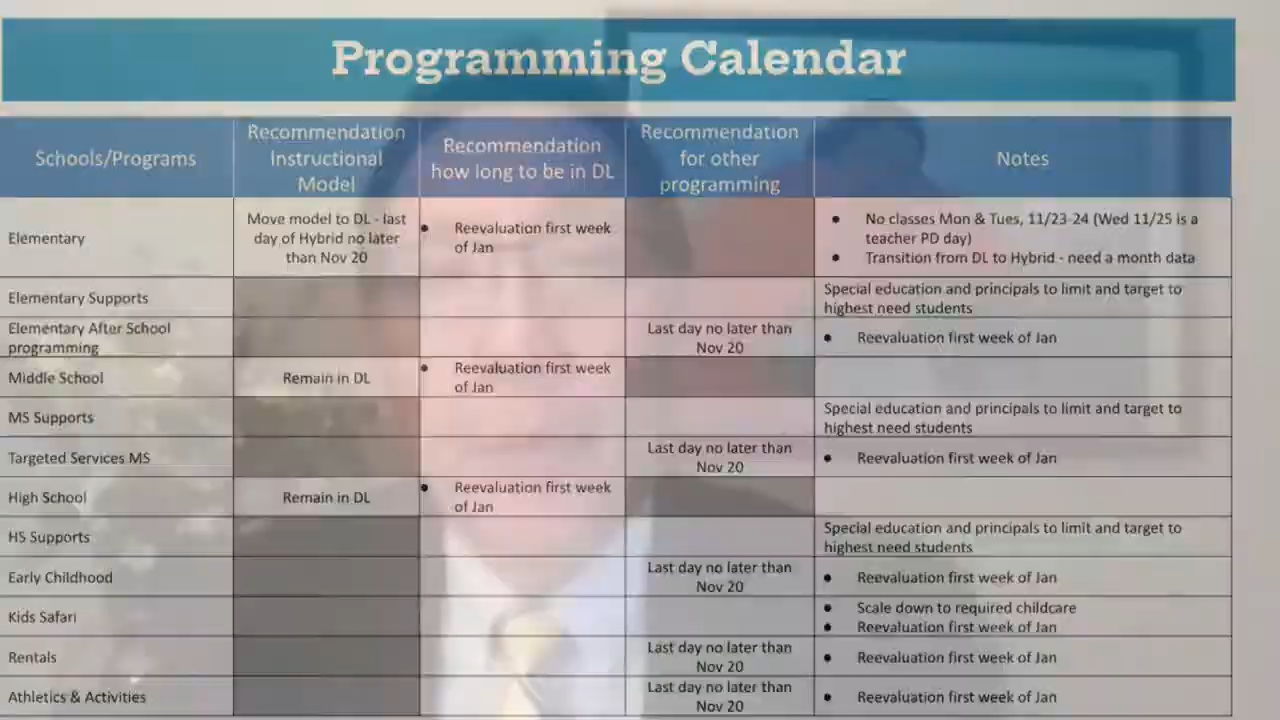 Programming Calendar
Schools/Programs
Recommendation
Instructional
Model
Recommendation
how long to be in DL
Recommendation
for other
programming
Notes
Elementary
Move model to DL - last
day of Hybrid no later
than Nov 20
• Reevaluation first week
of Jan
• No classes Mon & Tues, 11/23-24 (Wed 11/25 is a
teacher PD day)
• Transition from DL to Hybrid - need a month data
Elementary Supports
Special education and principals to limit and target to
highest need students
Elementary After School
programming
Last day no later than
Nov 20
• Reevaluation first week of Jan
Middle School
Remain in DL
• Reevaluation first week
of Jan
MS Supports
Special education and principals to limit and target to
highest need students
Targeted Services MS
Last day no later than
Nov 20
• Reevaluation first week of Jan
High School
Remain in DL
• Reevaluation first week
of Jan
HS Supports
Special education and principals to limit and target to
highest need students
Early Childhood
Last day no later than
Nov 20
• Reevaluation first week of Jan
Kids Safari
• Scale down to required childcare
• Reevaluation first week of Jan
Rentals
Last day no later than
Nov 20
• Reevaluation first week of Jan
Athletics & Activities
Last day no later than
Nov 20
• Reevaluation first week of Jan